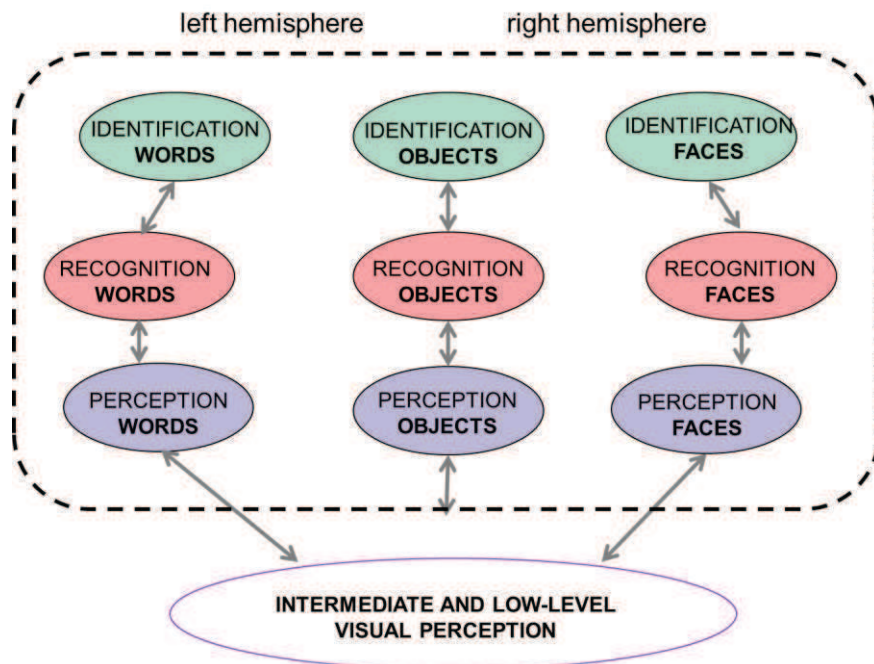 left hemisphere right hemisphere
IDENTIFICATION
WORDS
IDENTIFICATION
OBJECTS
IDENTIFICATION
FACES
RECOGNITION
WORDS
RECOGNITION
OBJECTS
RECOGNITION
FACES
PERCEPTION
WORDS
PERCEPTION
OBJECTS
PERCEPTION
FACES
INTERMEDIATE AND LOW-LEVEL
VISUAL PERCEPTION